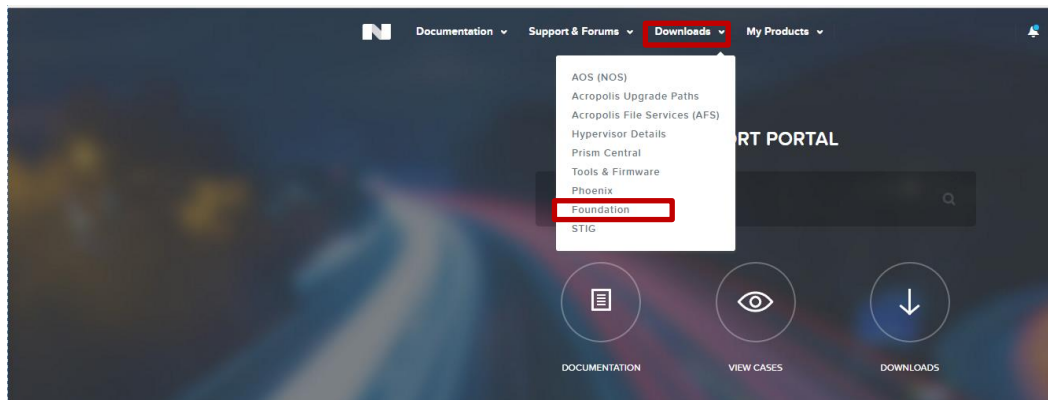 Documentation Support & Forums Downloads My Products
AOS (NOS)
Acropolis Upgrade Paths
Acropolis File Services (AFS)
Hypervisor Details
Prism Central
Tools & Firmware
Phoenix
Foundation
STIG
RT PORTAL
DOCUMENTATION VIEW CASES DOWNLOADS